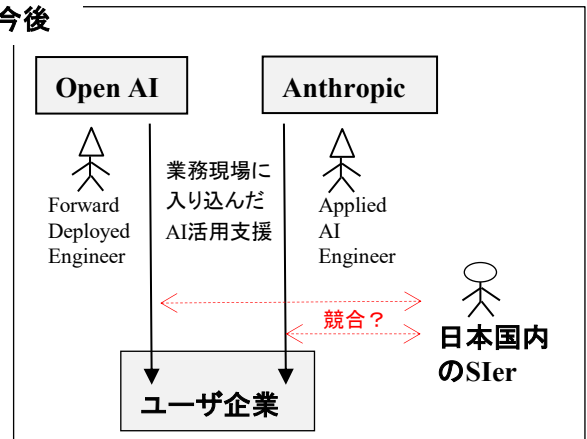 今後
Open AI
Anthropic
業務現場に
入り込んだ
AI活用支援
Forward
Deployed
Engineer
Applied
AI
Engineer
競合？
日本国内
のSIer
ユーザ企業